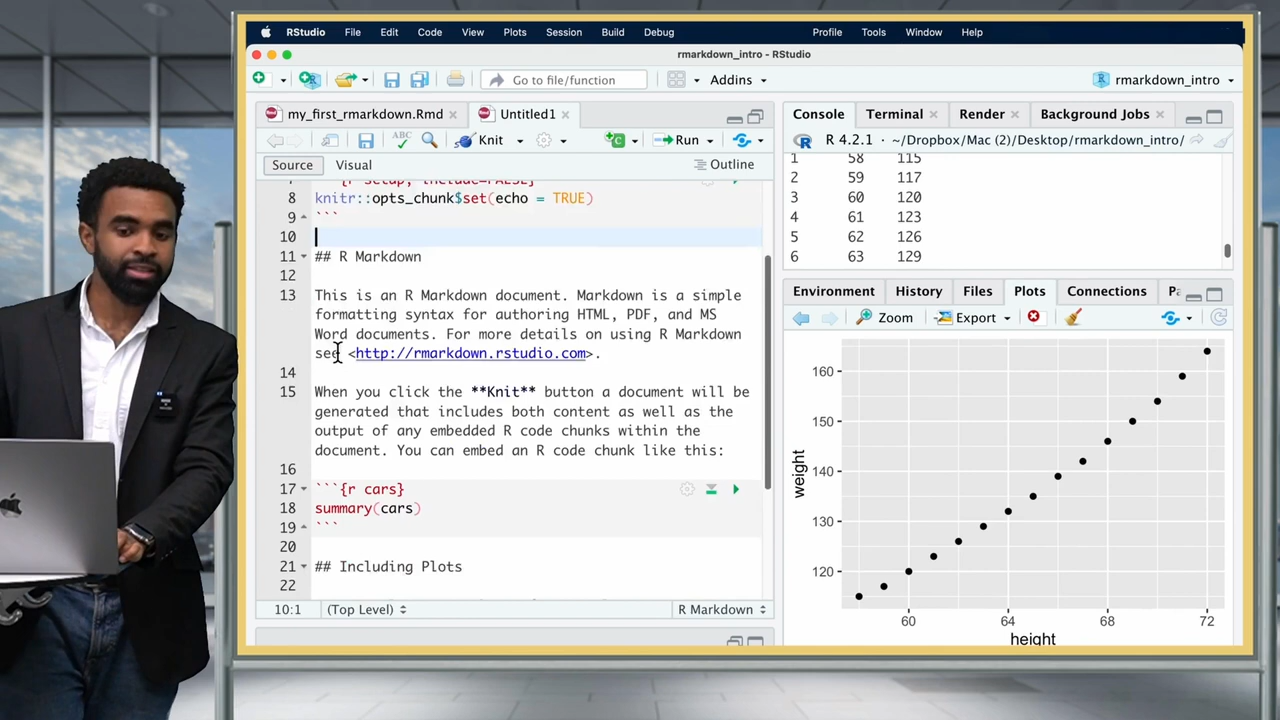 RStudio File Edit Code View Plots Session Build Debug Profile Tools Window Help
rmarkdown_intro - RStudio
Go to file/function Addins rmarkdown_intro
my_first_rmarkdown.Rmd Untitled1
ABC Knit Run
Source Visual Outline
8 knitr::opts_chunk$set(echo = TRUE)
9 ```
10
11 ## R Markdown
12
13 This is an R Markdown document. Markdown is a simple
formatting syntax for authoring HTML, PDF, and MS
Word documents. For more details on using R Markdown
see <http://rmarkdown.rstudio.com>.
14
15 When you click the **Knit** button a document will be
generated that includes both content as well as the
output of any embedded R code chunks within the
document. You can embed an R code chunk like this:
16
17 ```{r cars}
18 summary(cars)
19 ```
20
21 ## Including Plots
22
10:1 (Top Level) R Markdown
Console Terminal Render Background Jobs
R 4.2.1 · ~/Dropbox/Mac (2)/Desktop/rmarkdown_intro/
1 58 115
2 59 117
3 60 120
4 61 123
5 62 126
6 63 129
Environment History Files Plots Connections
Zoom Export
weight
160
150
140
130
120
60 64 68 72
height